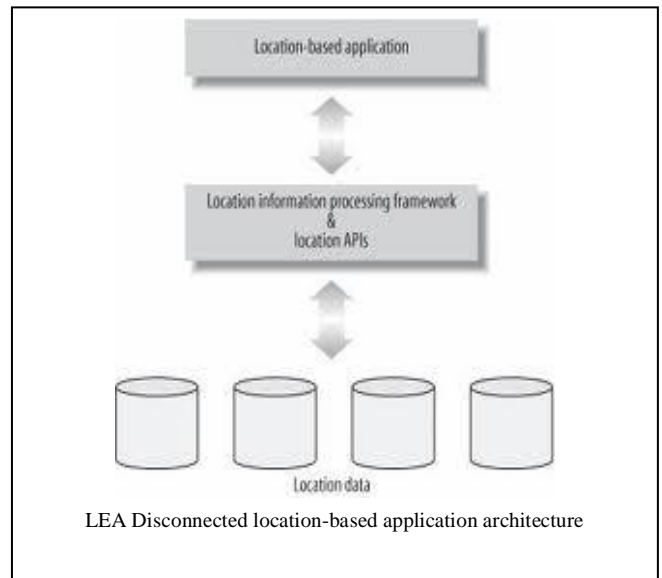 Location-based application
Location information processing framework
&
location APIs
Location data
LEA Disconnected location-based application architecture